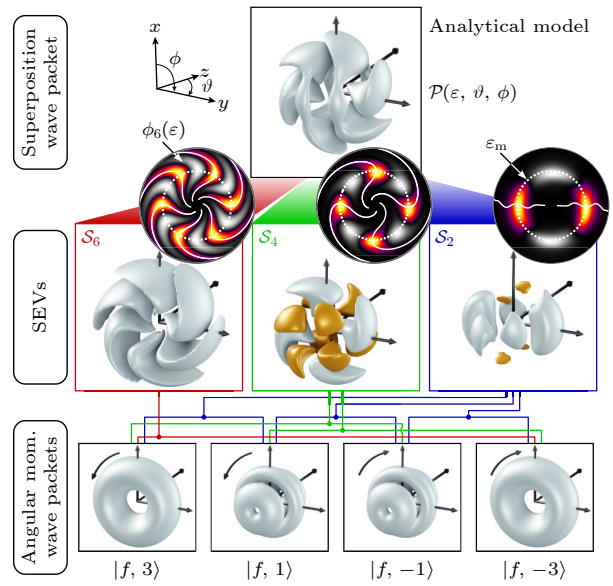 Superposition
wave packet
x
ϕ
z
ϑ
y
Analytical model
𝒫(ε, ϑ, ϕ)
ϕ₆(ε)
εₘ
SEVs
𝒮₆
𝒮₄
𝒮₂
Angular mom.
wave packets
|f, 3⟩
|f, 1⟩
|f, −1⟩
|f, −3⟩